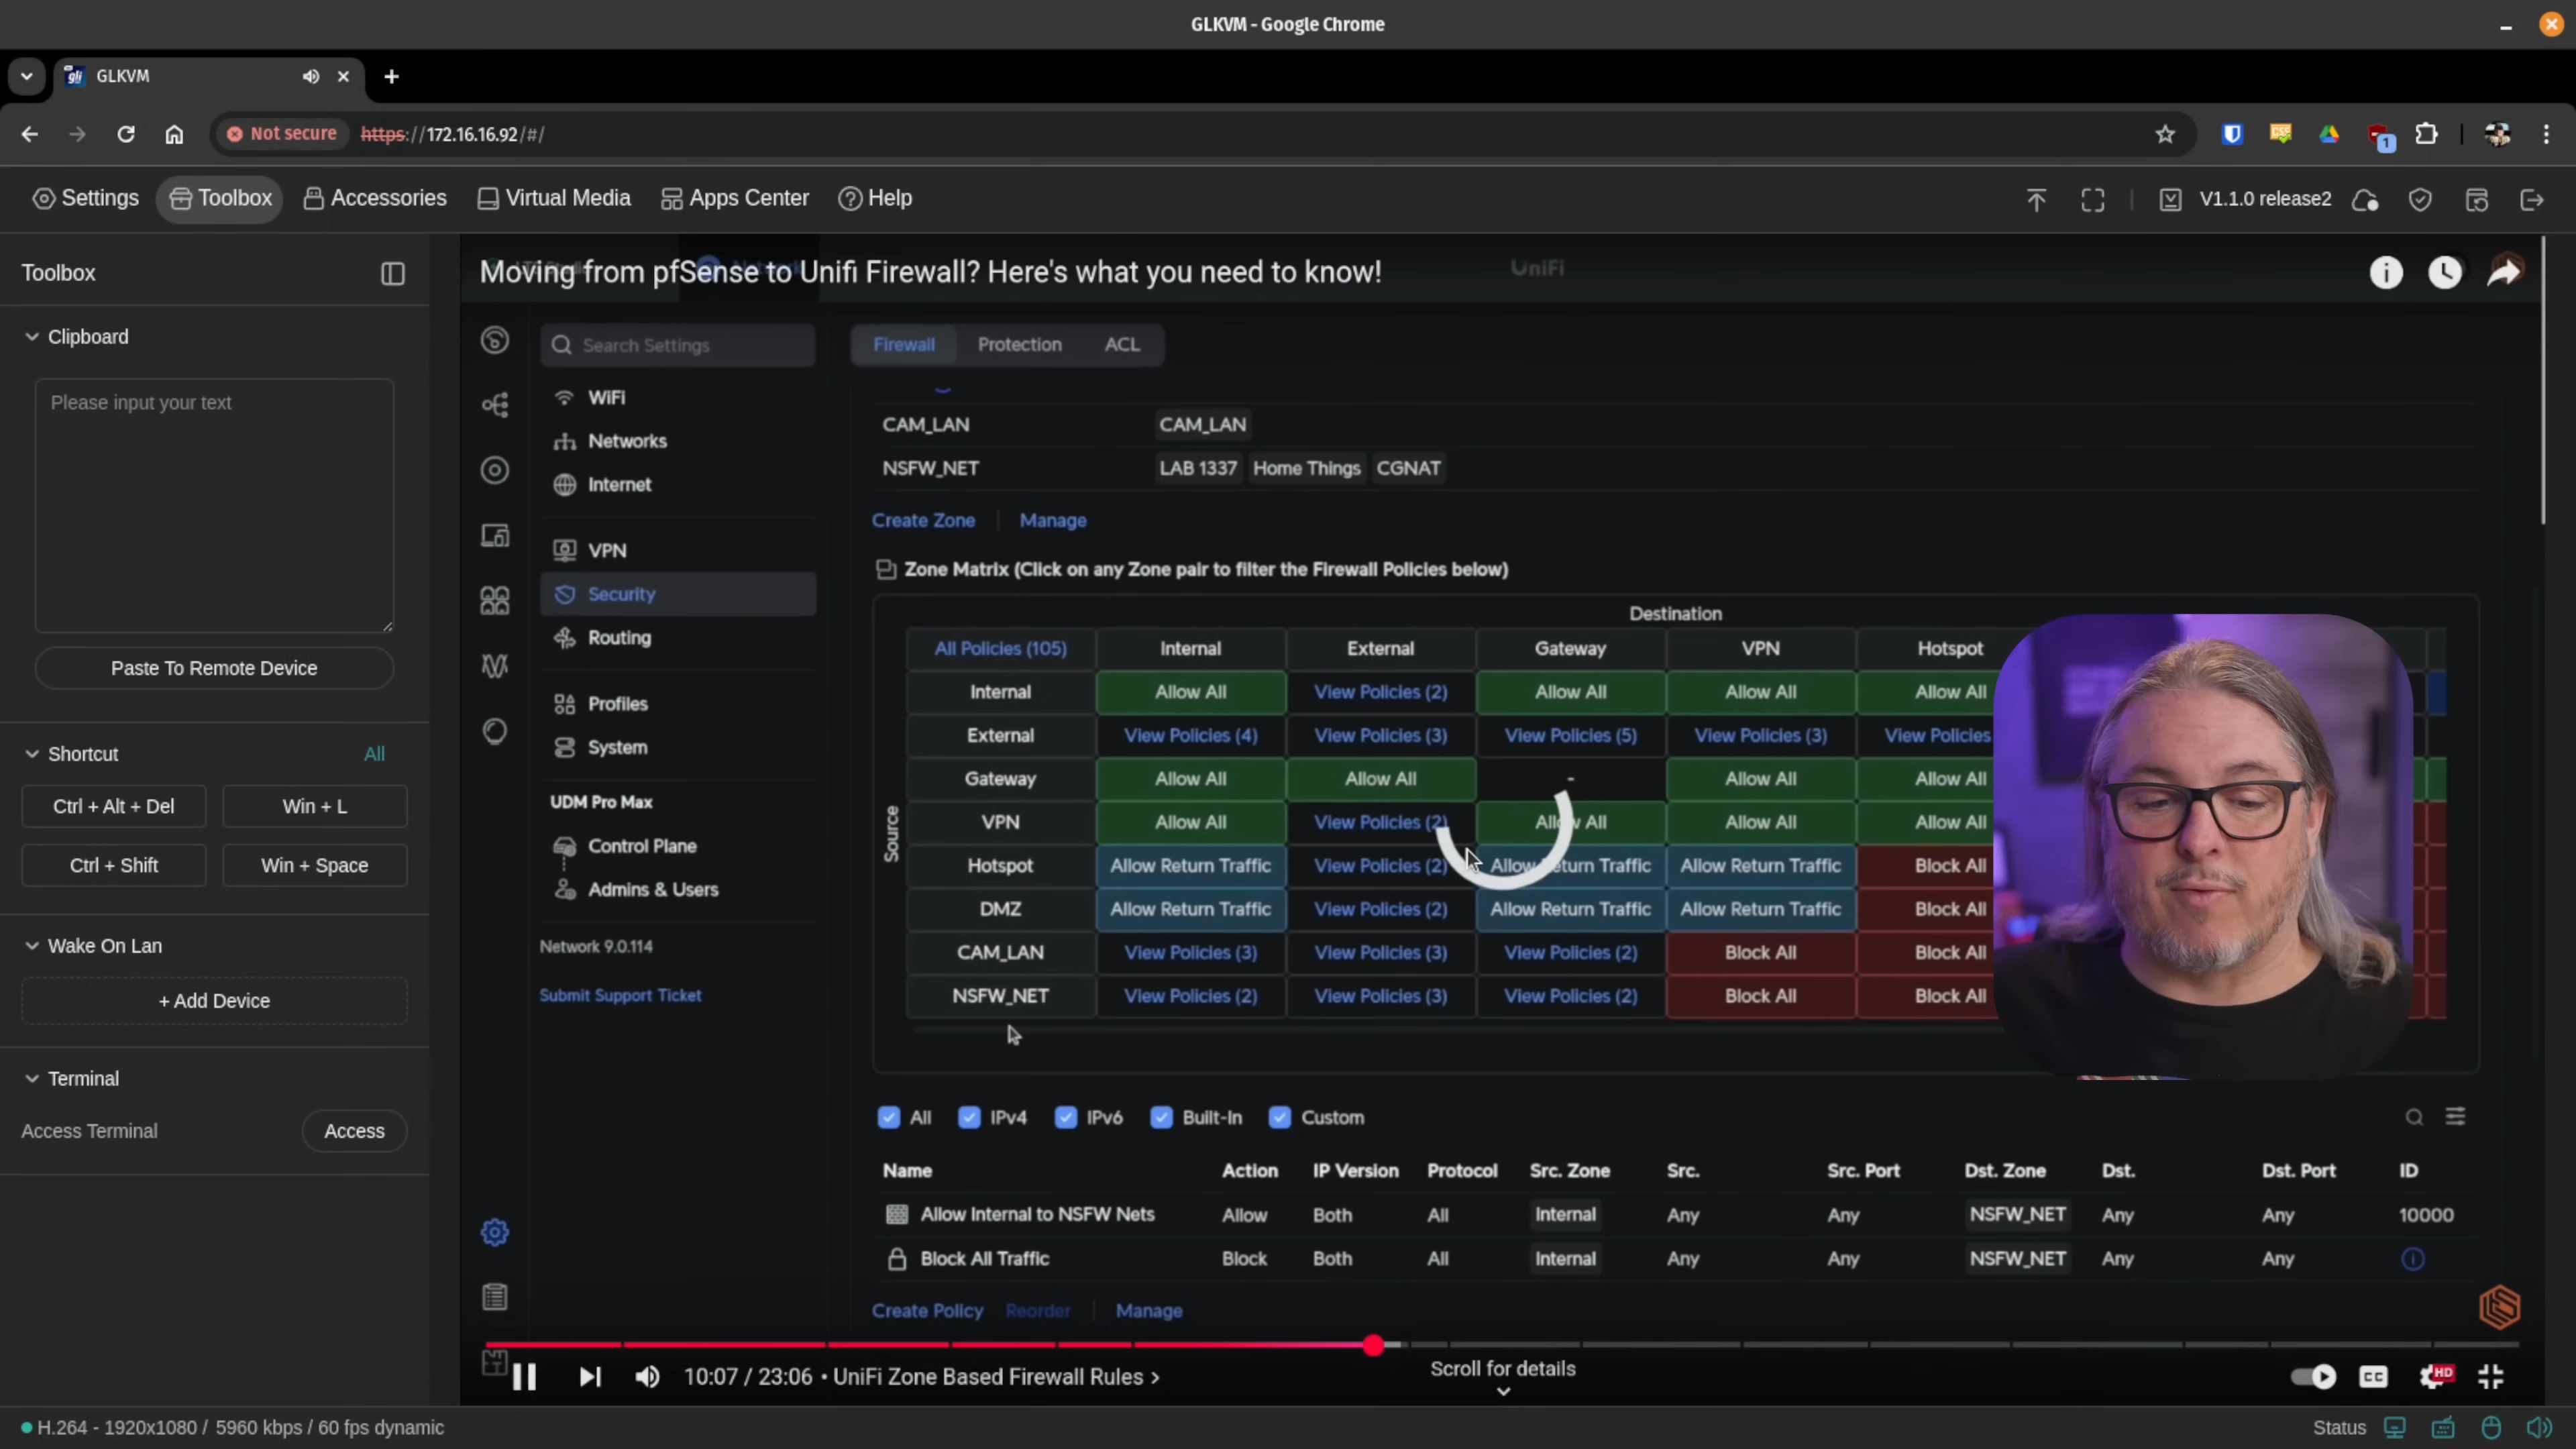 GLKVM - Google Chrome
GLKVM
Not secure https://172.16.16.92/#/
1
Settings Toolbox Accessories Virtual Media Apps Center Help V1.1.0 release2
Toolbox
Clipboard
Please input your text
Paste To Remote Device
Shortcut All
Ctrl + Alt + Del Win + L
Ctrl + Shift Win + Space
Wake On Lan
+ Add Device
Terminal
Access Terminal Access
Moving from pfSense to Unifi Firewall? Here's what you need to know!
UniFi
Search Settings
WiFi
Networks
Internet
VPN
Security
Routing
Profiles
System
UDM Pro Max
Control Plane
Admins & Users
Network 9.0.114
Submit Support Ticket
Firewall Protection ACL
CAM_LAN CAM_LAN
NSFW_NET LAB 1337 Home Things CGNAT
Create Zone Manage
Zone Matrix (Click on any Zone pair to filter the Firewall Policies below)
Destination
Source
All Policies (105) Internal External Gateway VPN Hotspot
Internal Allow All View Policies (2) Allow All Allow All Allow All
External View Policies (4) View Policies (3) View Policies (5) View Policies (3) View Policies
Gateway Allow All Allow All - Allow All Allow All
VPN Allow All View Policies (2) Allow All Allow All Allow All
Hotspot Allow Return Traffic View Policies (2) Allow Return Traffic Allow Return Traffic Block All
DMZ Allow Return Traffic View Policies (2) Allow Return Traffic Allow Return Traffic Block All
CAM_LAN View Policies (3) View Policies (3) View Policies (2) Block All Block All
NSFW_NET View Policies (2) View Policies (3) View Policies (2) Block All Block All
All IPv4 IPv6 Built-In Custom
Name Action IP Version Protocol Src. Zone Src. Src. Port Dst. Zone Dst. Dst. Port ID
Allow Internal to NSFW Nets Allow Both All Internal Any Any NSFW_NET Any Any 10000
Block All Traffic Block Both All Internal Any Any NSFW_NET Any Any
Create Policy Reorder Manage
10:07 / 23:06 • UniFi Zone Based Firewall Rules >
Scroll for details
CC HD
H.264 - 1920x1080 / 5960 kbps / 60 fps dynamic
Status